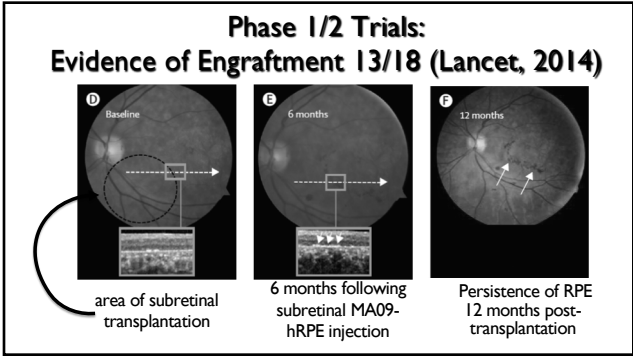 Phase 1/2 Trials:
Evidence of Engraftment 13/18 (Lancet, 2014)
D
Baseline
E
6 months
F
12 months
area of subretinal
transplantation
6 months following
subretinal MA09-
hRPE injection
Persistence of RPE
12 months post-
transplantation